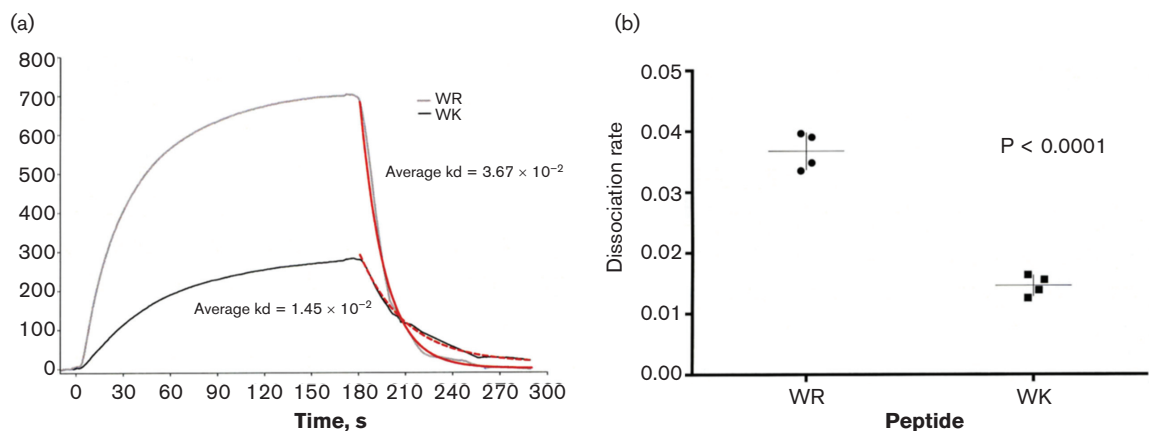 (a)
800
700
600
500
400
300
200
100
0
WR
WK
Average kd = 3.67 × 10⁻²
Average kd = 1.45 × 10⁻²
0 30 60 90 120 150 180 210 240 270 300
Time, s
(b)
Dissociation rate
0.05
0.04
0.03
0.02
0.01
0.00
P < 0.0001
WR WK
Peptide